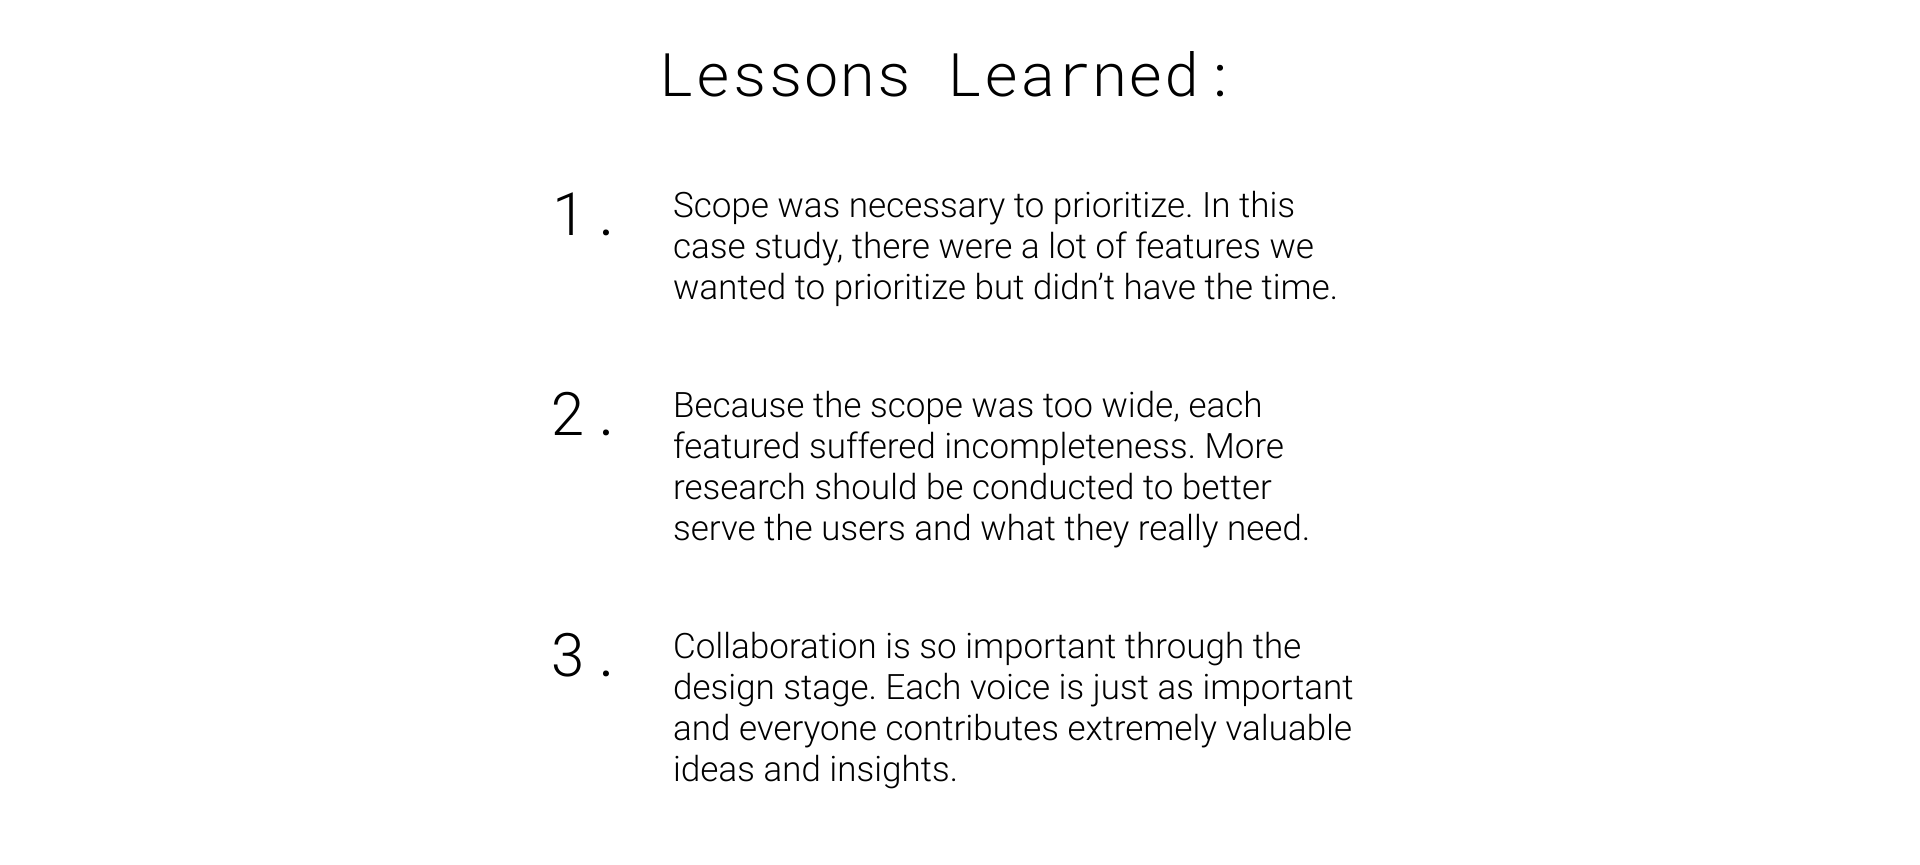 Lessons Learned:
1. Scope was necessary to prioritize. In this
case study, there were a lot of features we
wanted to prioritize but didn’t have the time.
2. Because the scope was too wide, each
featured suffered incompleteness. More
research should be conducted to better
serve the users and what they really need.
3. Collaboration is so important through the
design stage. Each voice is just as important
and everyone contributes extremely valuable
ideas and insights.